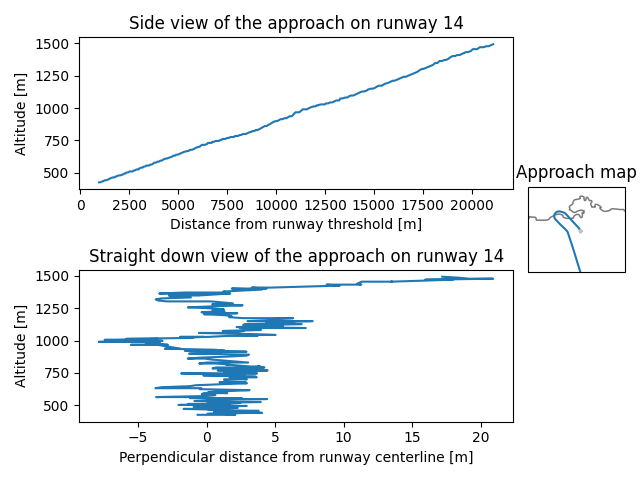 Side view of the approach on runway 14
1500
1250
1000
750
500
Altitude [m]
0 2500 5000 7500 10000 12500 15000 17500 20000
Distance from runway threshold [m]
Approach map
Straight down view of the approach on runway 14
1500
1250
1000
750
500
Altitude [m]
−5 0 5 10 15 20
Perpendicular distance from runway centerline [m]